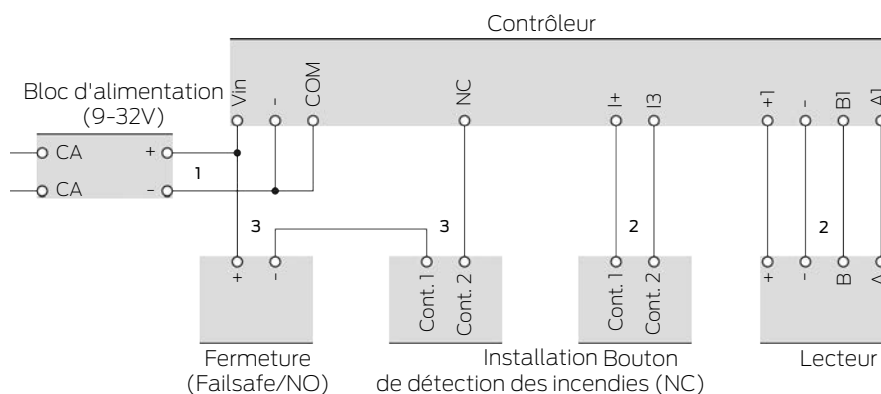 Contrôleur
Bloc d'alimentation
(9-32V)
Vin - COM NC I+ I3 +1 - B1 A1
CA +
CA -
1
3 3 2 2
+ - Cont. 1 Cont. 2 Cont. 1 Cont. 2 + - B A
Fermeture
(Failsafe/NO)
Installation
de détection des incendies (NC)
Bouton
Lecteur